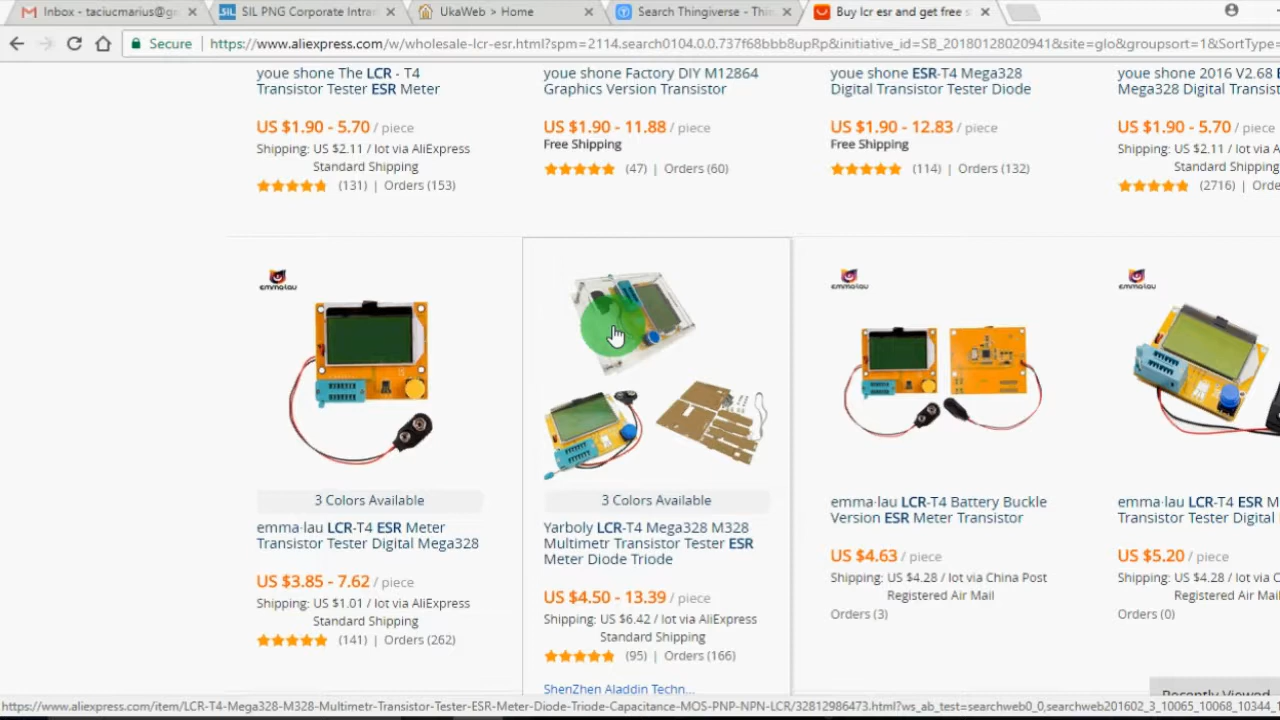 Inbox - taciucmarius@g
SIL PNG Corporate Intra
UkaWeb > Home
Search Thingiverse - Thin
Buy lcr esr and get free s
Secure
https://www.aliexpress.com/w/wholesale-lcr-esr.html?spm=2114.search0104.0.0.737f68bbb8upRp&initiative_id=SB_20180128020941&site=glo&groupsort=1&SortType=
youe shone The LCR - T4
Transistor Tester ESR Meter
US $1.90 - 5.70 / piece
Shipping: US $2.11 / lot via AliExpress
Standard Shipping
(131) | Orders (153)
youe shone Factory DIY M12864
Graphics Version Transistor
US $1.90 - 11.88 / piece
Free Shipping
(47) | Orders (60)
youe shone ESR-T4 Mega328
Digital Transistor Tester Diode
US $1.90 - 12.83 / piece
Free Shipping
(114) | Orders (132)
youe shone 2016 V2.68 E
Mega328 Digital Transist
US $1.90 - 5.70 / piece
Shipping: US $2.11 / lot via A
Standard Shipping
(2716) | Orde
emma·lau
3 Colors Available
emma·lau LCR-T4 ESR Meter
Transistor Tester Digital Mega328
US $3.85 - 7.62 / piece
Shipping: US $1.01 / lot via AliExpress
Standard Shipping
(141) | Orders (262)
3 Colors Available
Yarboly LCR-T4 Mega328 M328
Multimetr Transistor Tester ESR
Meter Diode Triode
US $4.50 - 13.39 / piece
Shipping: US $6.42 / lot via AliExpress
Standard Shipping
(95) | Orders (166)
ShenZhen Aladdin Techn...
emma·lau
emma·lau LCR-T4 Battery Buckle
Version ESR Meter Transistor
US $4.63 / piece
Shipping: US $4.28 / lot via China Post
Registered Air Mail
Orders (3)
emma·lau
emma·lau LCR-T4 ESR M
Transistor Tester Digital
US $5.20 / piece
Shipping: US $4.28 / lot via
Registered Air Mail
Orders (0)
Recently Viewed
https://www.aliexpress.com/item/LCR-T4-Mega328-M328-Multimetr-Transistor-Tester-ESR-Meter-Diode-Triode-Capacitance-MOS-PNP-NPN-LCR/32812986473.html?ws_ab_test=searchweb0_0,searchweb201602_3_10065_10068_10344_1